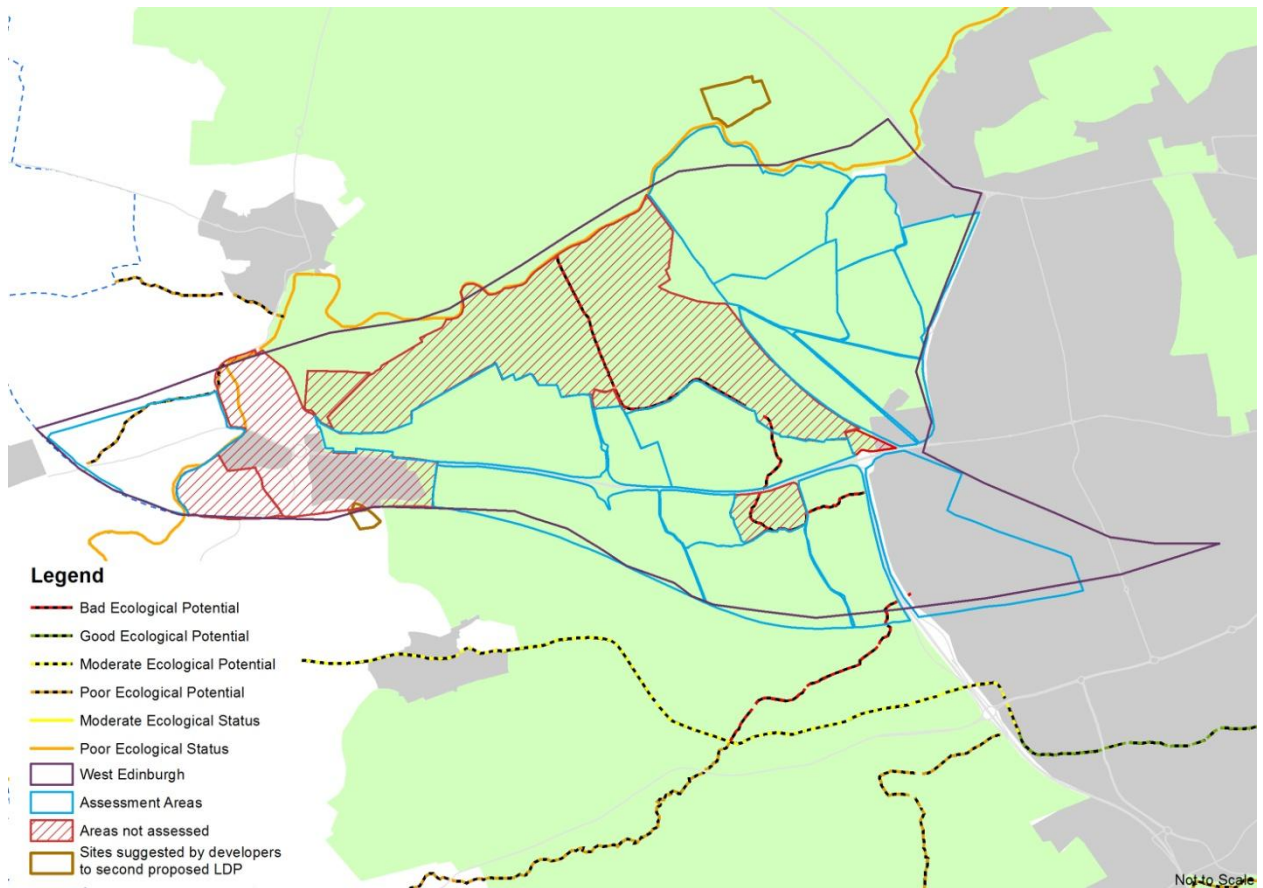 Legend
Bad Ecological Potential
Good Ecological Potential
Moderate Ecological Potential
Poor Ecological Potential
Moderate Ecological Status
Poor Ecological Status
West Edinburgh
Assessment Areas
Areas not assessed
Sites suggested by developers
to second proposed LDP
Not to Scale